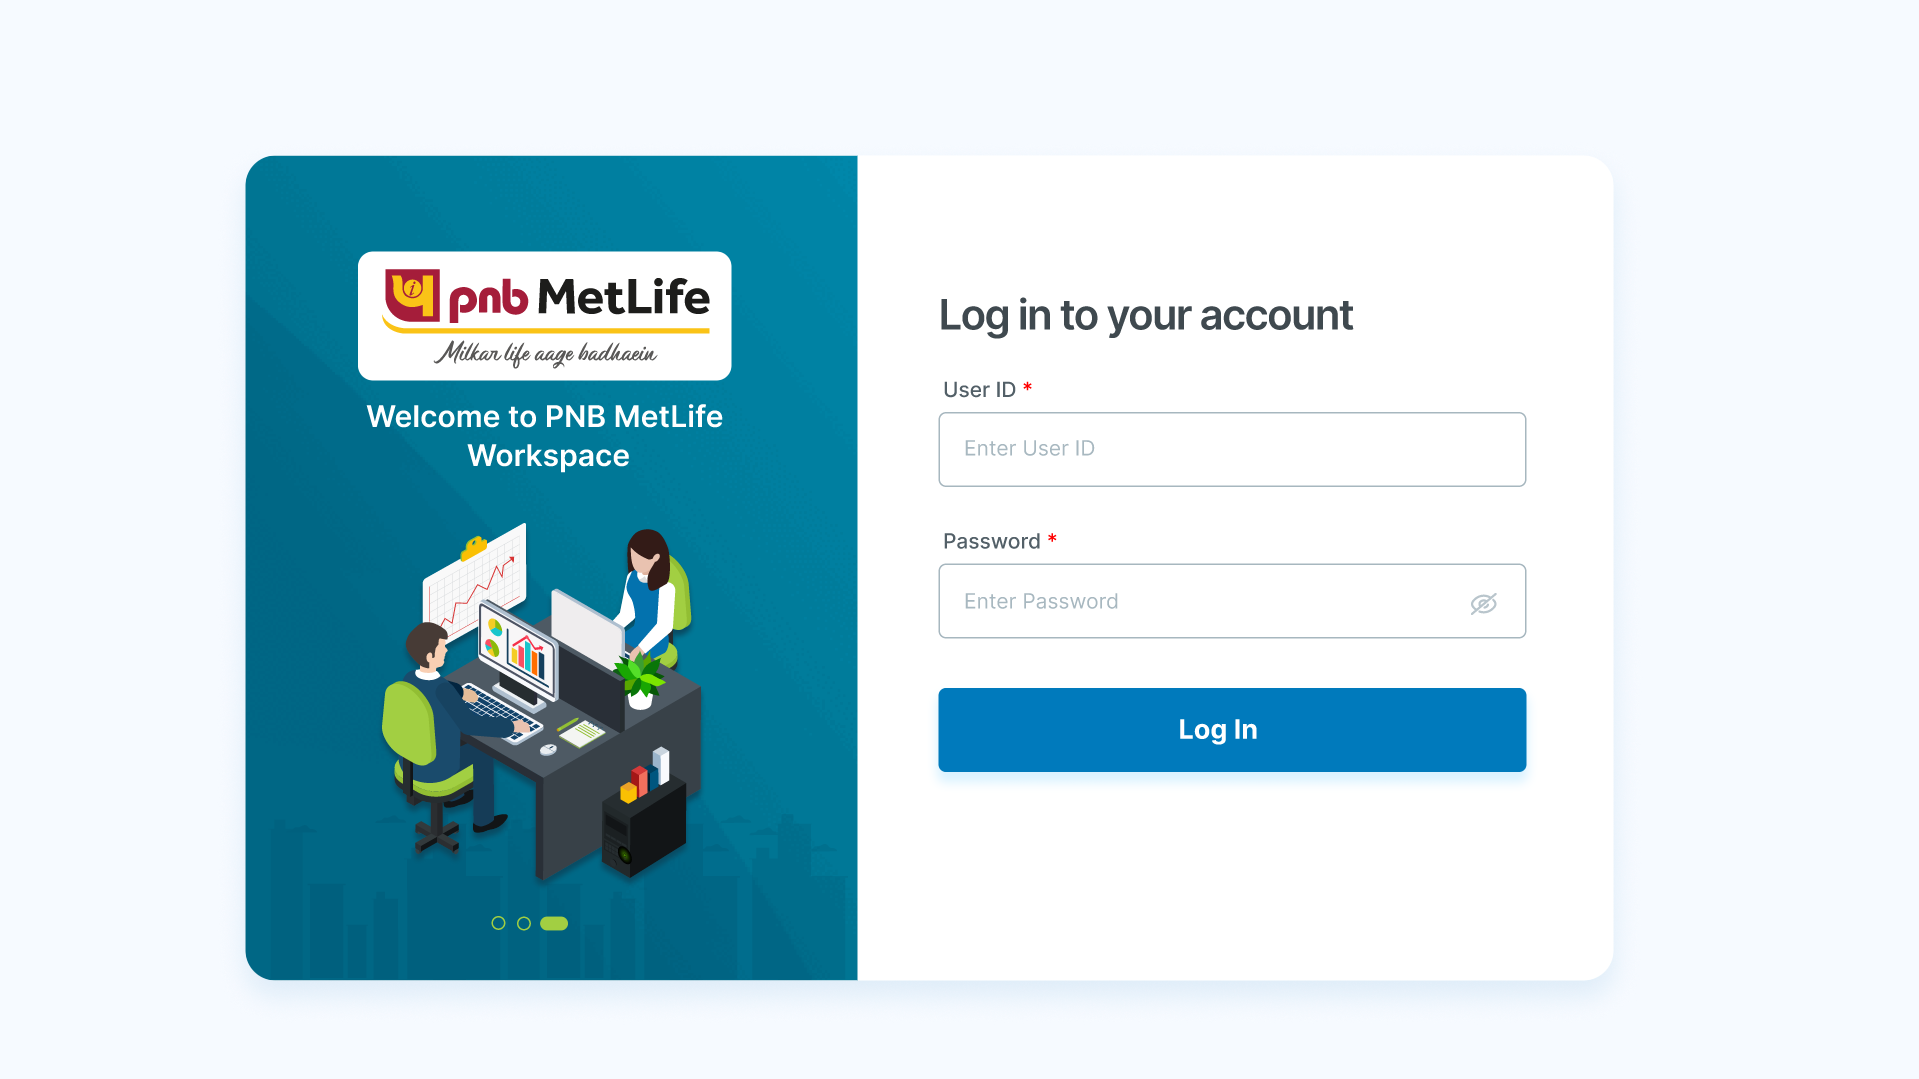 pnb MetLife
Milkar life aage badhaein
Welcome to PNB MetLife
Workspace
Log in to your account
User ID *
Enter User ID
Password *
Enter Password
Log In